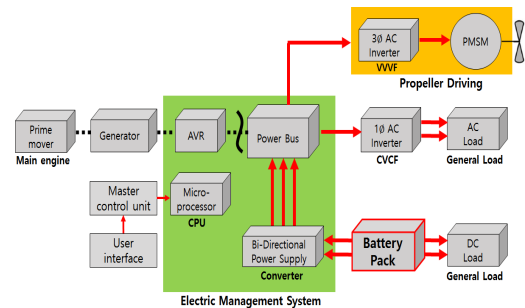 3Ø AC
Inverter
VVVF
PMSM
Propeller Driving
Prime
mover
Main engine
Generator
AVR
Power Bus
1Ø AC
Inverter
CVCF
AC
Load
General Load
Master
control unit
Micro-
processor
CPU
User
interface
Bi-Directional
Power Supply
Converter
Battery
Pack
DC
Load
General Load
Electric Management System